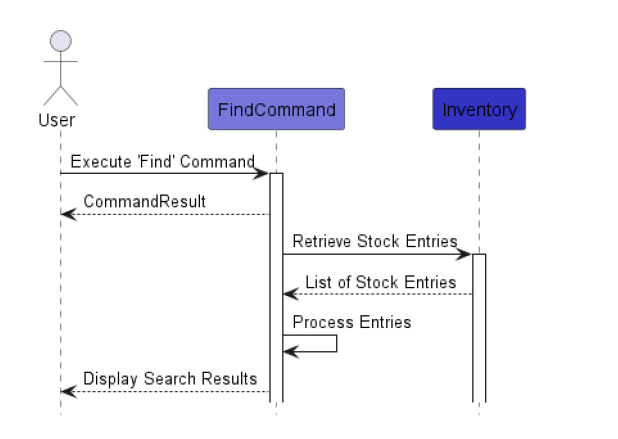 User
FindCommand
Inventory
Execute 'Find' Command
CommandResult
Retrieve Stock Entries
List of Stock Entries
Process Entries
Display Search Results